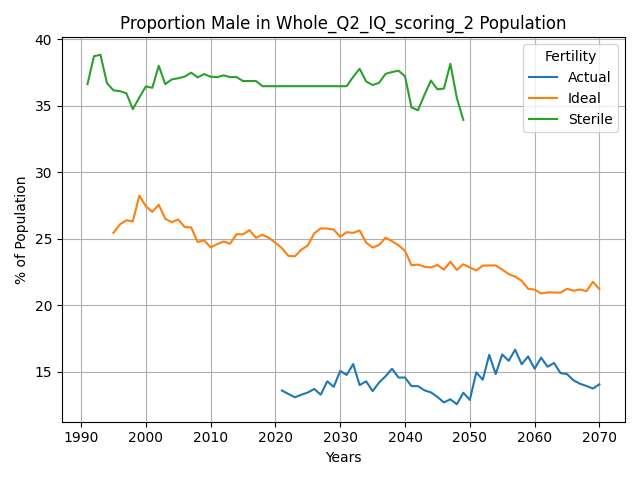 Proportion Male in Whole_Q2_IQ_scoring_2 Population
% of Population
40
35
30
25
20
15
Fertility
Actual
Ideal
Sterile
1990 2000 2010 2020 2030 2040 2050 2060 2070
Years